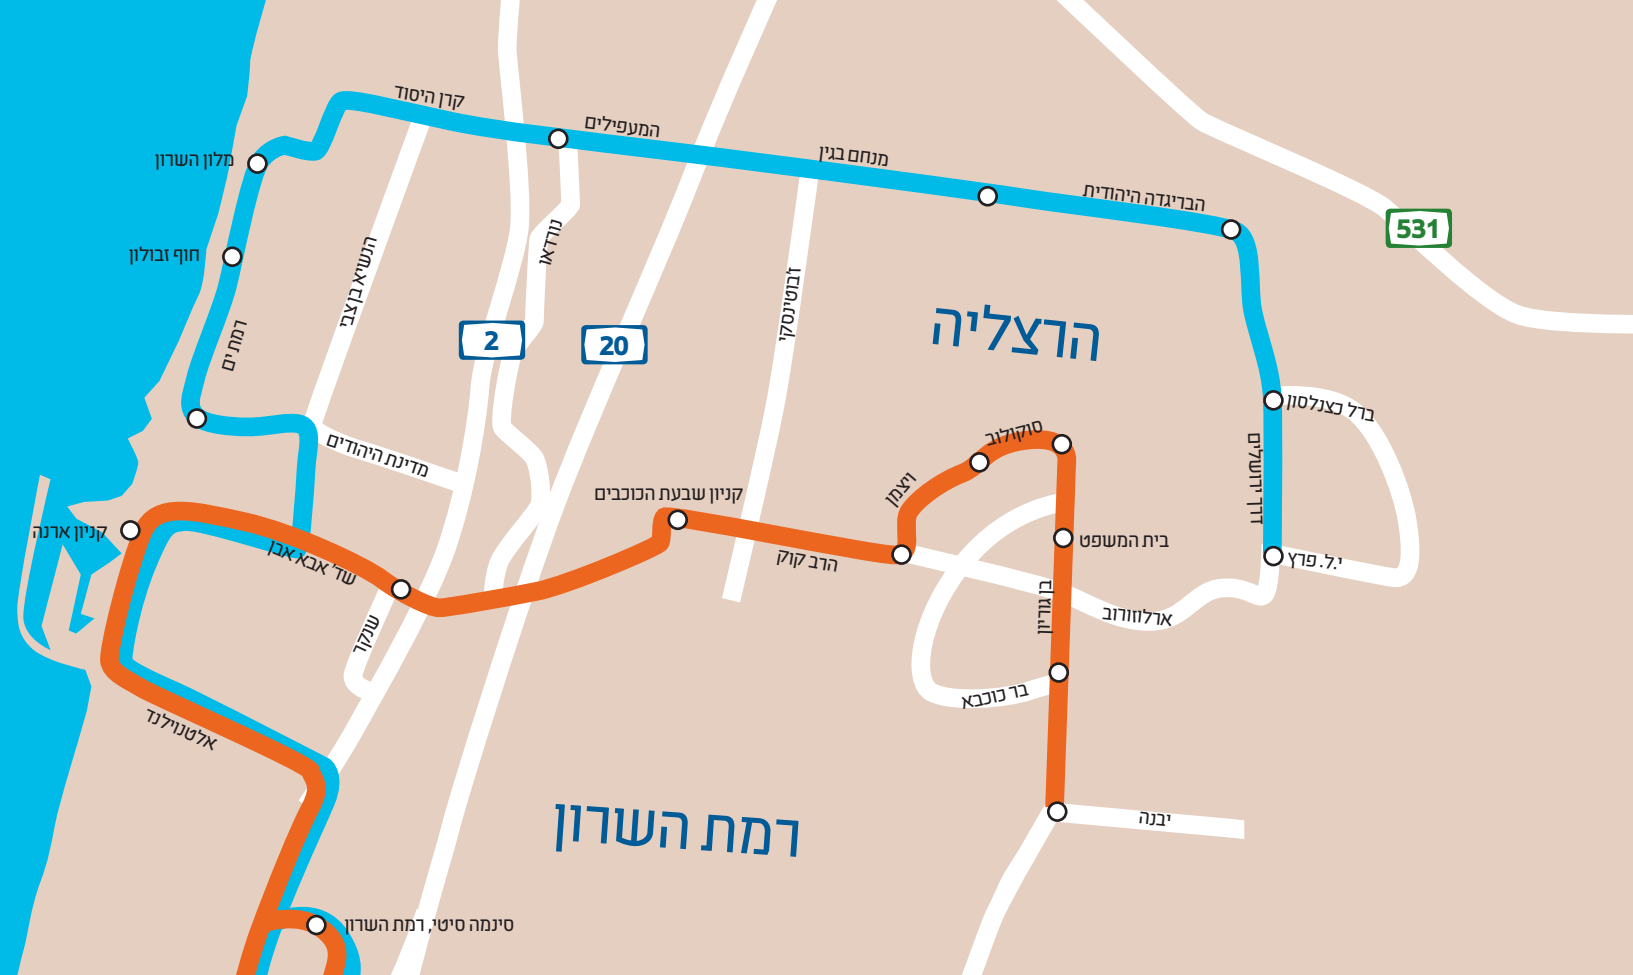 קרן היסוד
המעפילים
מנחם בגין
הבריגדה היהודית
531
מלון השרון
חוף זבולון
רמת ים
הנשיא בן צבי
נורדאו
ז'בוטינסקי
2
20
הרצליה
ברל כצנלסון
דרך ירושלים
י.ל. פרץ
מדינת היהודים
סוקולוב
ויצמן
קניון שבעת הכוכבים
הרב קוק
בית המשפט
קניון ארנה
שד' אבא אבן
שנקר
בן גוריון
ארלוזורוב
בר כוכבא
אלטנוילנד
יבנה
רמת השרון
סינמה סיטי, רמת השרון